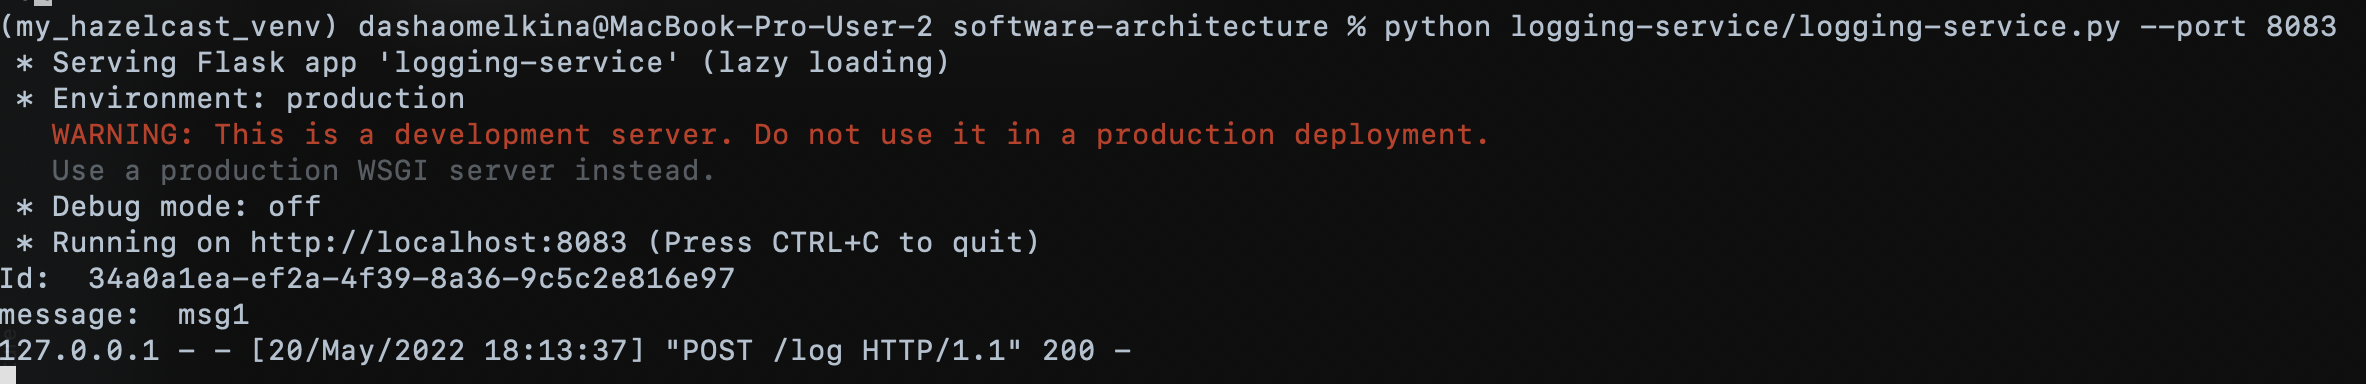 (my_hazelcast_venv) dashaomelkina@MacBook-Pro-User-2 software-architecture % python logging-service/logging-service.py --port 8083
* Serving Flask app 'logging-service' (lazy loading)
* Environment: production
WARNING: This is a development server. Do not use it in a production deployment.
Use a production WSGI server instead.
* Debug mode: off
* Running on http://localhost:8083 (Press CTRL+C to quit)
Id:  34a0a1ea-ef2a-4f39-8a36-9c5c2e816e97
message:  msg1
127.0.0.1 - - [20/May/2022 18:13:37] "POST /log HTTP/1.1" 200 -